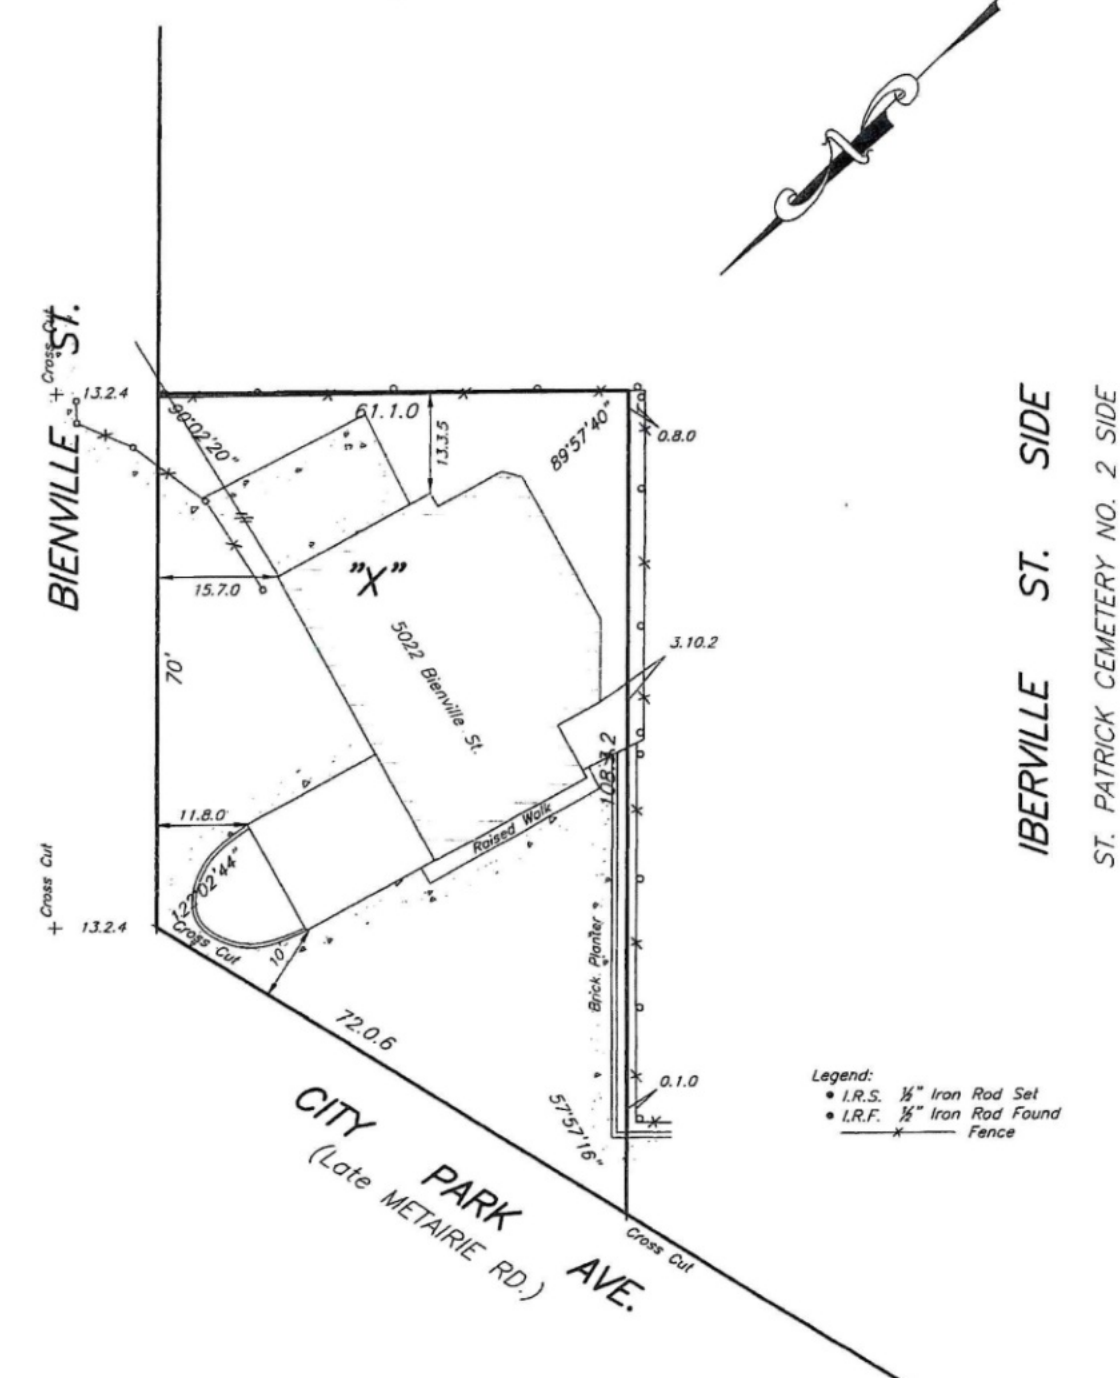 N
BIENVILLE ST.
+ Cross Cut
13.2.4
90°02'20"
61.1.0
13.3.5
89°57'40"
0.8.0
15.7.0
"X"
5022 Bienville St.
70'
3.10.2
108.3.2
11.8.0
122°02'44"
Cross Cut
Raised Walk
+ Cross Cut
13.2.4
10'
72.0.6
Brick Planter
0.1.0
57°57'16"
Cross Cut
CITY PARK AVE.
(Late METAIRIE RD.)
IBERVILLE ST. SIDE
ST. PATRICK CEMETERY NO. 2 SIDE
Legend:
• I.R.S. ½" Iron Rod Set
• I.R.F. ½" Iron Rod Found
—x— Fence